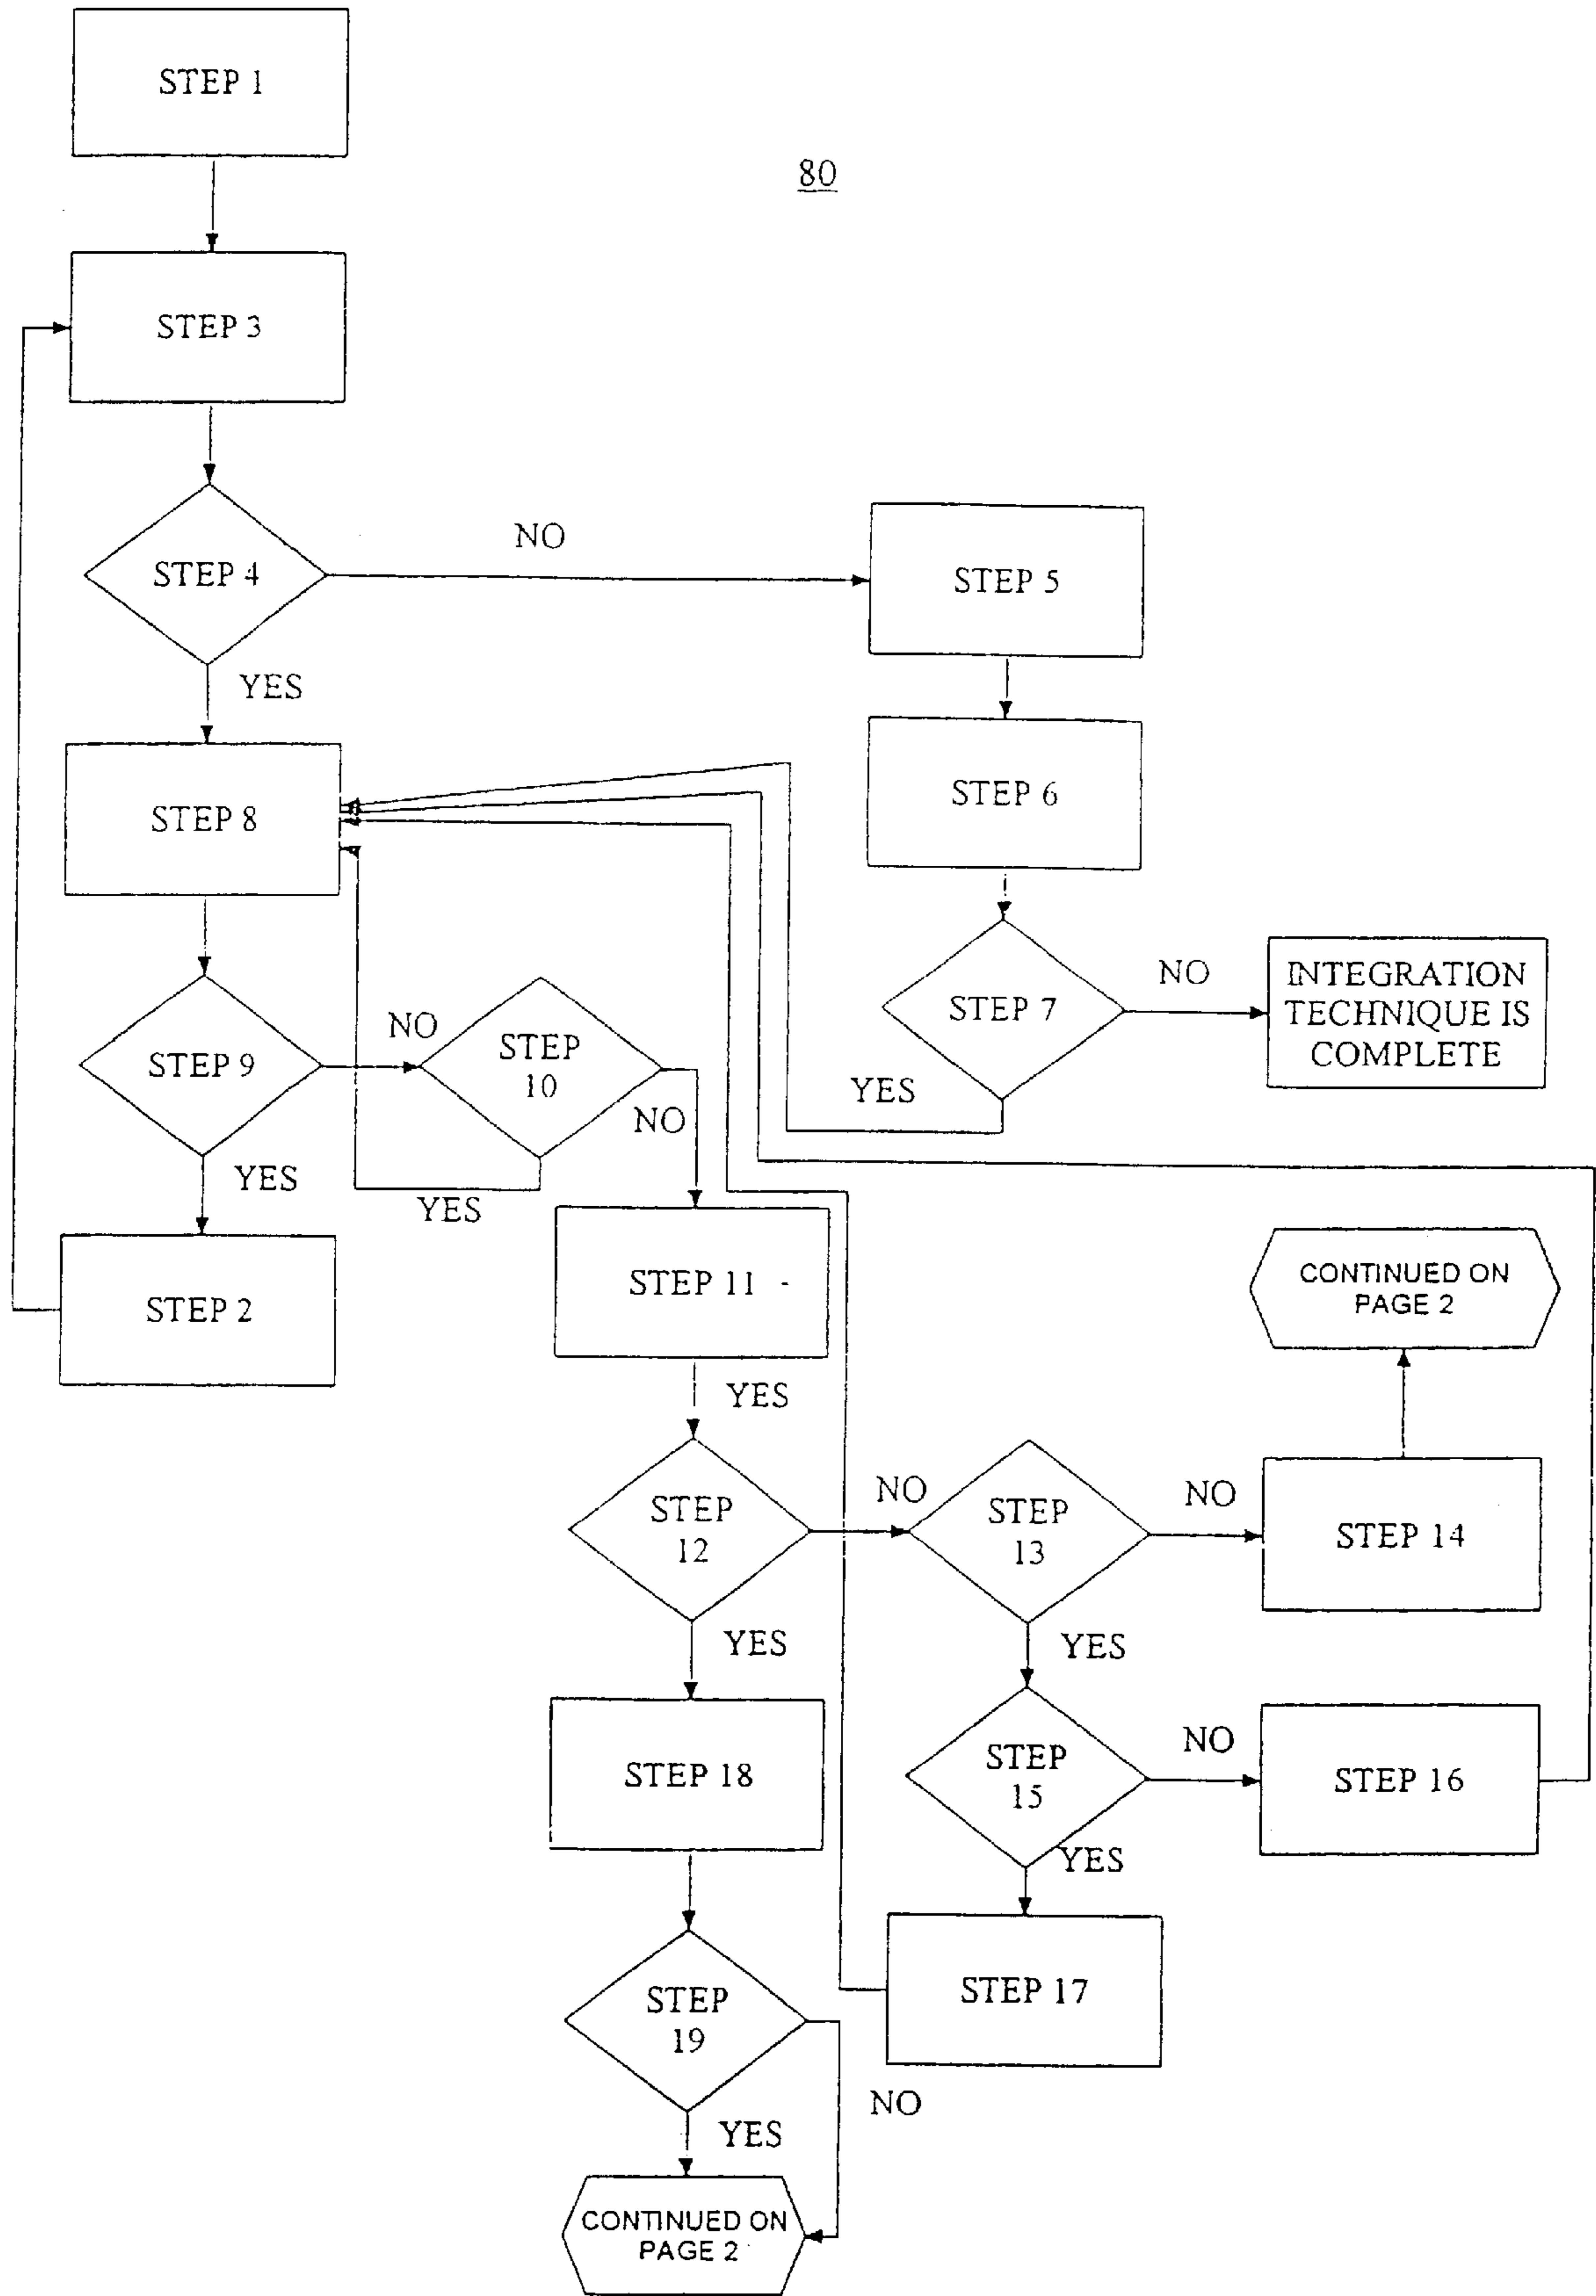 STEP 1
80
STEP 3
NO
STEP 4
STEP 5
YES
STEP 8
STEP 6
STEP 9
NO
STEP
10
STEP 7
NO
INTEGRATION
TECHNIQUE IS
COMPLETE
YES
NO
YES
YES
STEP 2
STEP 11 -
CONTINUED ON
PAGE 2
YES
STEP
12
NO
STEP
13
NO
STEP 14
YES
YES
STEP 18
STEP
15
NO
STEP 16
YES
STEP 17
STEP
19
NO
YES
CONTINUED ON
PAGE 2